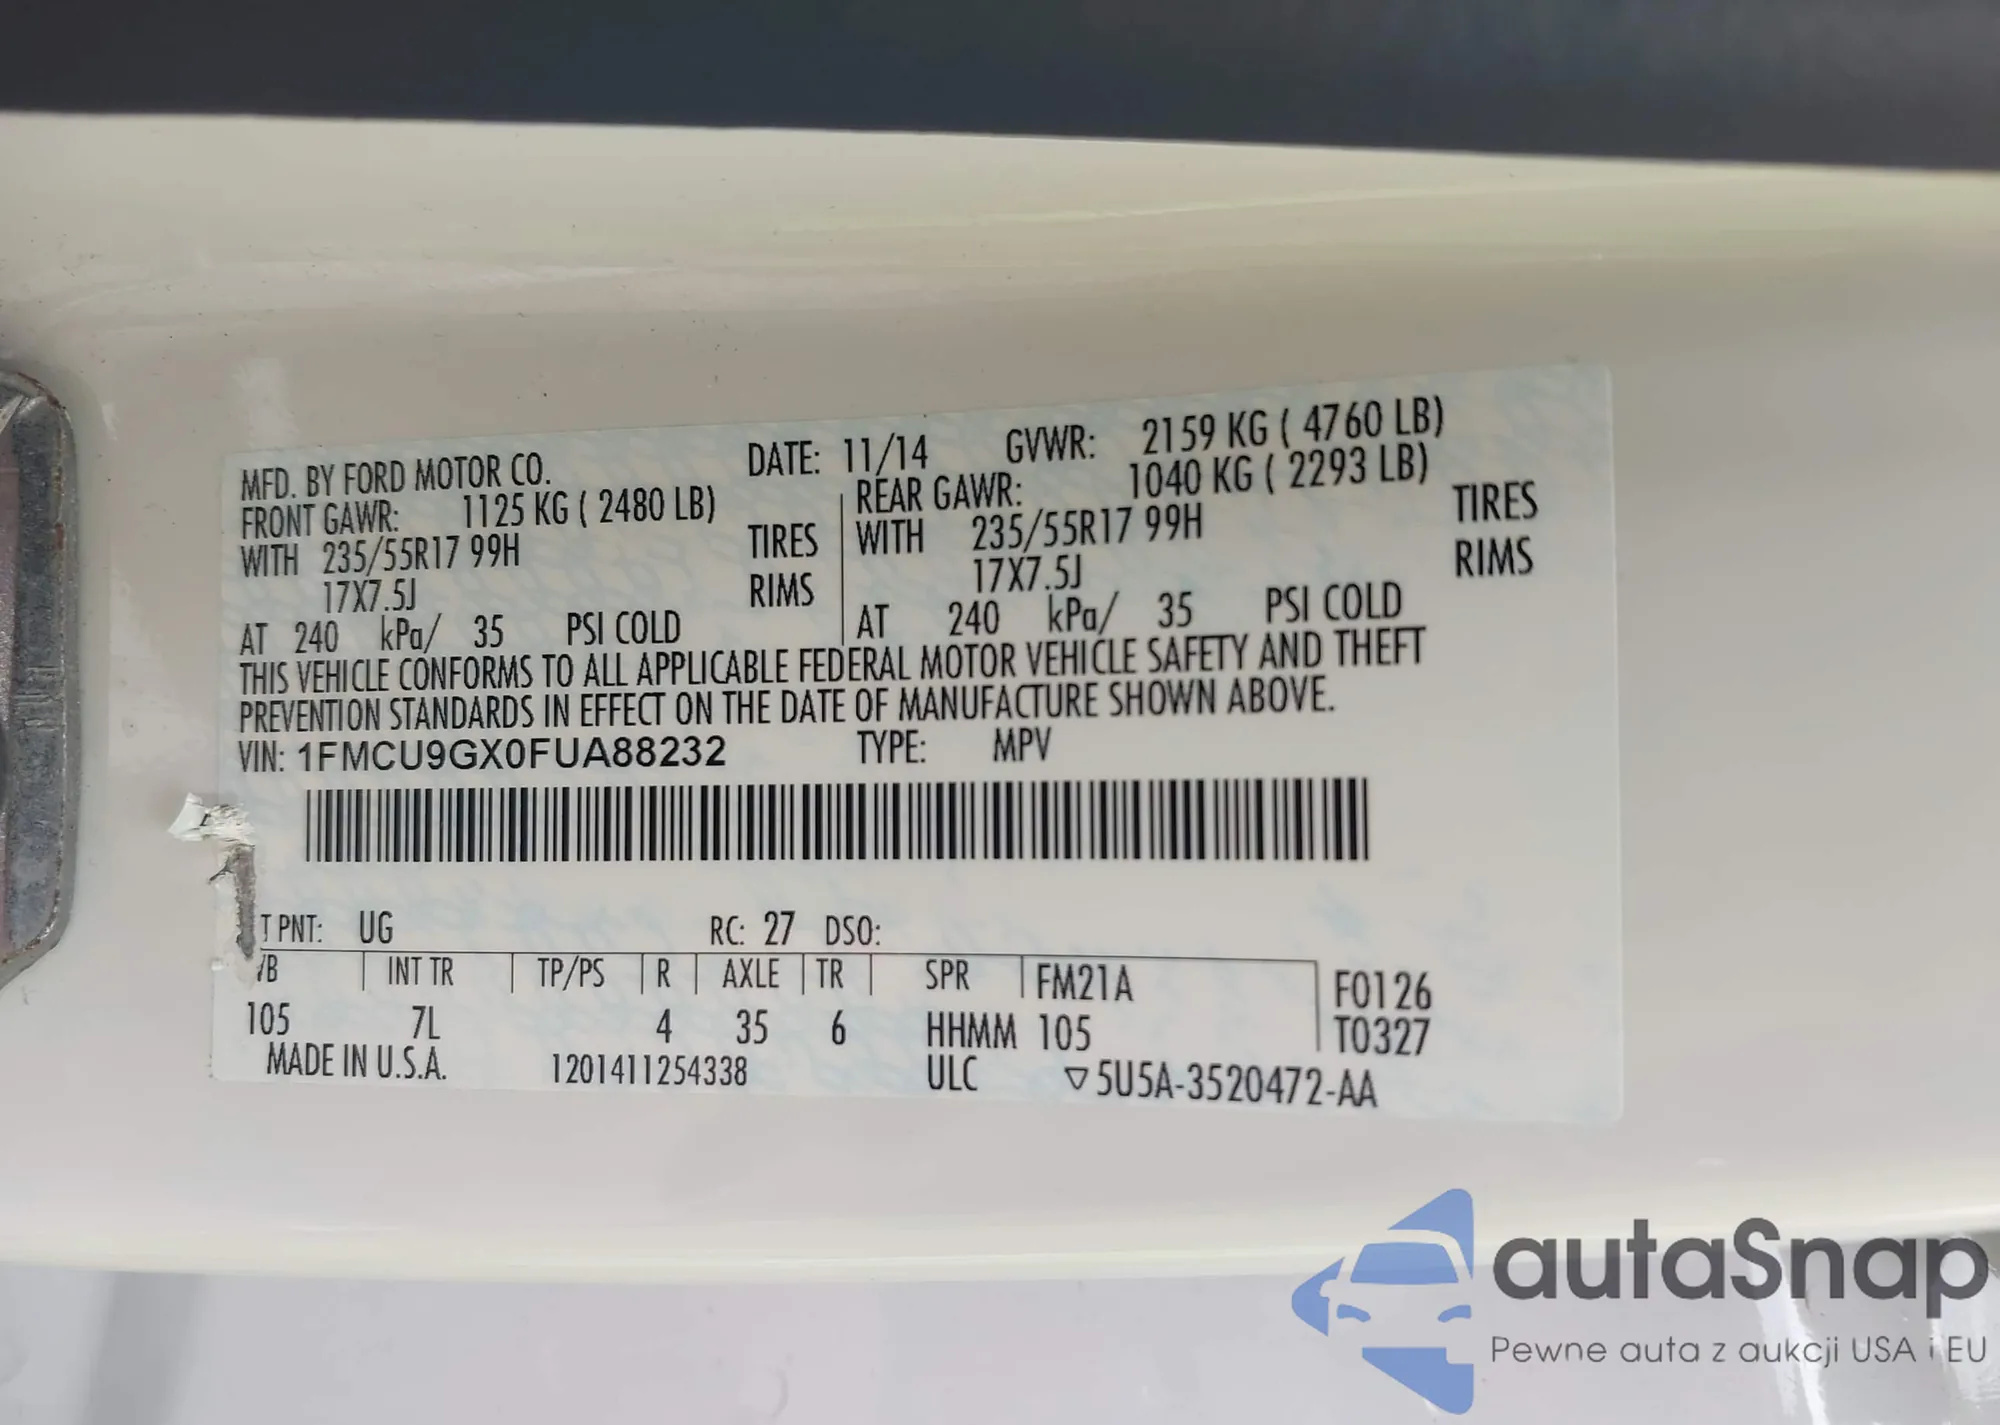 MFD. BY FORD MOTOR CO. DATE: 11/14 GVWR: 2159 KG ( 4760 LB)
FRONT GAWR: 1125 KG ( 2480 LB) REAR GAWR: 1040 KG ( 2293 LB)
WITH 235/55R17 99H TIRES WITH 235/55R17 99H TIRES
17X7.5J RIMS 17X7.5J RIMS
AT 240 kPa/ 35 PSI COLD AT 240 kPa/ 35 PSI COLD
THIS VEHICLE CONFORMS TO ALL APPLICABLE FEDERAL MOTOR VEHICLE SAFETY AND THEFT
PREVENTION STANDARDS IN EFFECT ON THE DATE OF MANUFACTURE SHOWN ABOVE.
VIN: 1FMCU9GX0FUA88232 TYPE: MPV
T PNT: UG RC: 27 DSO:
B INT TR TP/PS R AXLE TR SPR FM21A F0126
105 7L 4 35 6 HHMM 105 T0327
MADE IN U.S.A. 1201411254338 ULC ▽5U5A-3520472-AA
autaSnap
Pewne auta z aukcji USA i EU